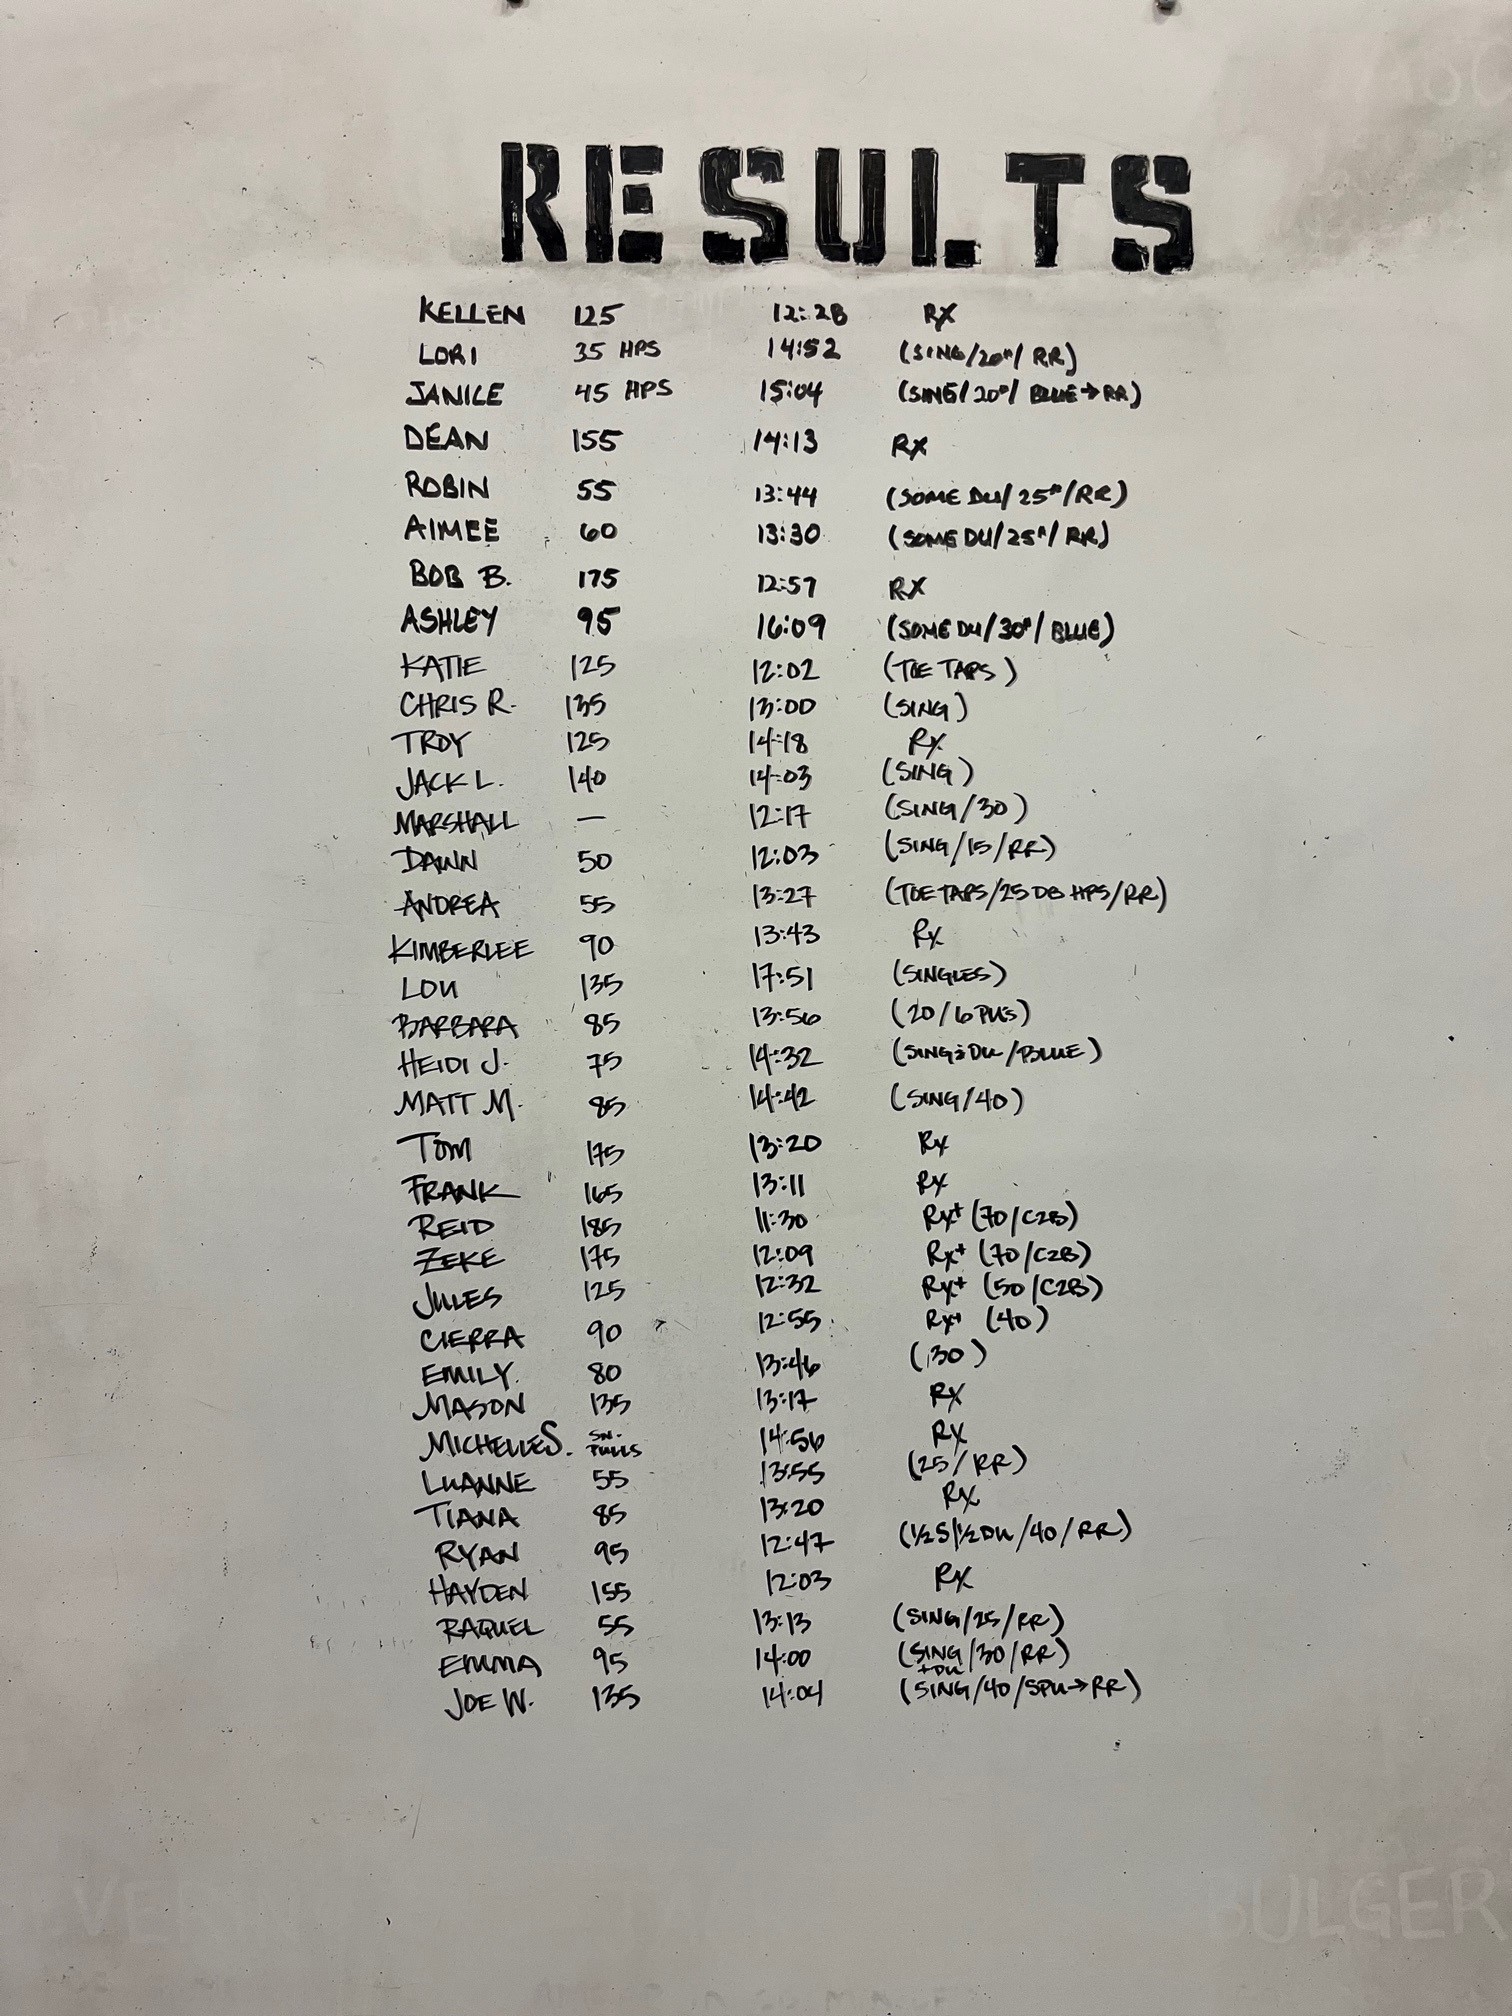 RESULTS
KELLEN 125 12:28 RX
LORI 35 HPS 14:52 (SING/20#/RR)
JANICE 45 HPS 15:04 (SING/20#/BLUE→RR)
DEAN 155 14:13 RX
ROBIN 55 13:44 (SOME DU/25#/RR)
AIMEE 60 13:30 (SOME DU/25#/RR)
BOB B. 175 12:57 RX
ASHLEY 95 16:09 (SOME DU/30#/BLUE)
KATIE 125 12:02 (TOE TAPS)
CHRIS R. 135 13:00 (SING)
TROY 125 14:18 RX
JACK L. 140 14:03 (SING)
MARSHALL — 12:17 (SING/30)
DAWN 50 12:03 (SING/15/RR)
ANDREA 55 13:27 (TOE TAPS/25 DB HPS/RR)
KIMBERLEE 90 13:43 RX
LOU 135 17:51 (SINGLES)
BARBARA 85 13:56 (20/6 PUs)
HEIDI J. 75 14:32 (SING&DU/BLUE)
MATT M. 85 14:42 (SING/40)
TOM 175 13:20 RX
FRANK 165 13:11 RX
REID 185 11:30 RX+ (70/C2B)
ZEKE 175 12:09 RX+ (70/C2B)
JULES 125 12:32 RX+ (50/C2B)
CIERRA 90 12:55 RX+ (40)
EMILY 80 13:46 (30)
MASON 135 13:17 RX
MICHELLE S. SN. PULLS 14:56 RX
LUANNE 55 13:55 (25/RR)
TIANA 85 13:20 RX
RYAN 95 12:47 (½S|½DU/40/RR)
HAYDEN 155 12:03 RX
RAQUEL 55 13:13 (SING/25/RR)
EMMA 95 14:00 (SING/30/RR)
+DU
JOE W. 135 14:04 (SING/40/SPU→RR)
BULGER